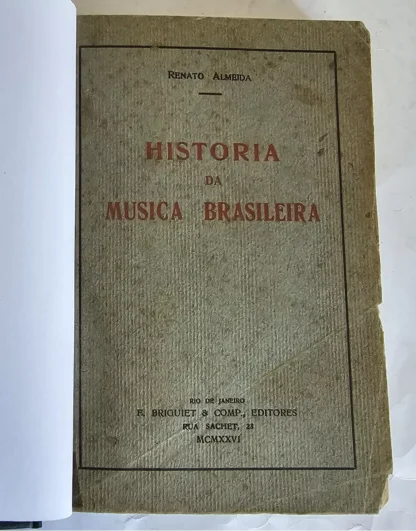 RENATO ALMEIDA
HISTORIA
DA
MUSICA BRASILEIRA
RIO DE JANEIRO
F. BRIGUIET & COMP., EDITORES
RUA SACHET, 23
MCMXXVI